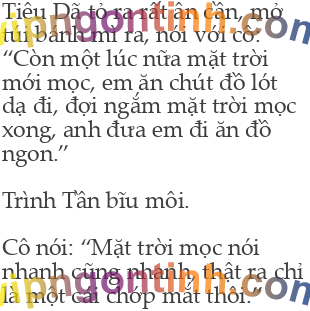 Tiêu Dã tỏ ra rất ân cần, mở
túi bánh mì ra, nói với cô:
“Còn một lúc nữa mặt trời
mới mọc, em ăn chút đồ lót
dạ đi, đợi ngắm mặt trời mọc
xong, anh đưa em đi ăn đồ
ngon.”
Trình Tần bĩu môi.
Cô nói: “Mặt trời mọc nói
nhanh cũng nhanh, thật ra chỉ
là một cái chớp mắt thôi.”
vipngontinh.com
vipngontinh.com